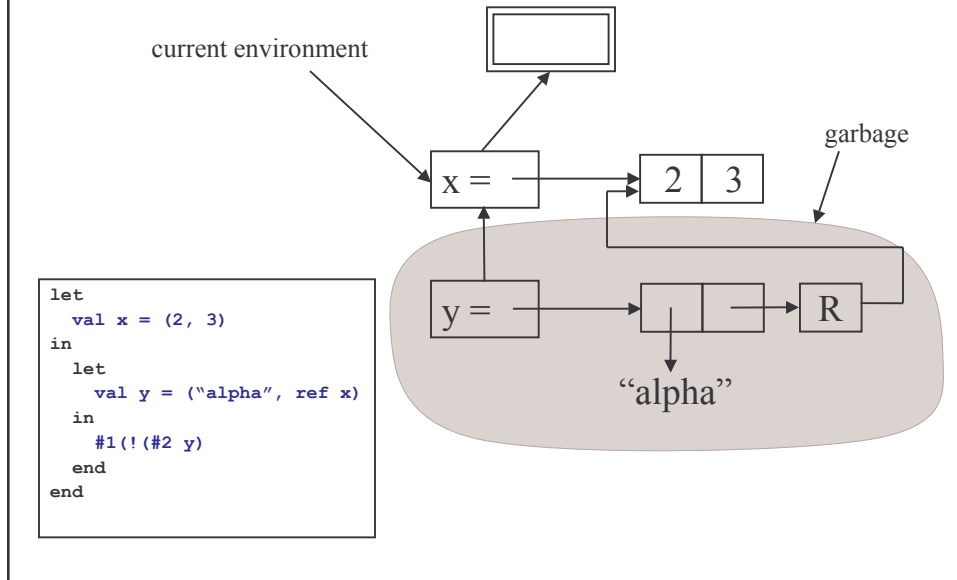 current environment
garbage
x =
2 3
y =
R
“alpha”
let
  val x = (2, 3)
in
  let
    val y = (“alpha”, ref x)
  in
    #1(!(#2 y)
  end
end